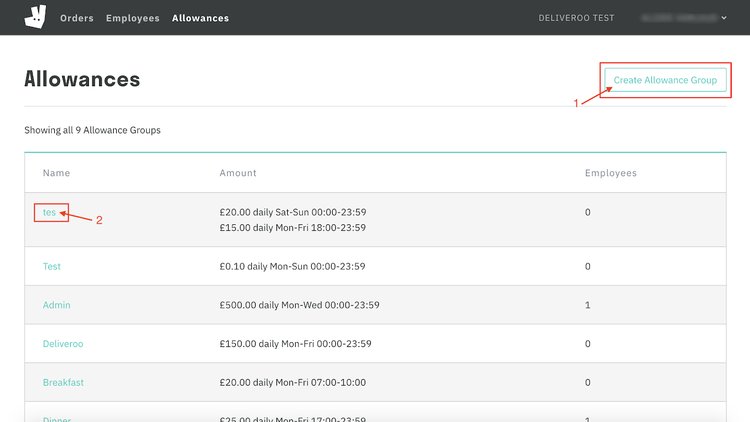 Orders Employees Allowances DELIVEROO TEST
Allowances
Create Allowance Group
1
Showing all 9 Allowance Groups
Name Amount Employees
tes £20.00 daily Sat-Sun 00:00-23:59 0
£15.00 daily Mon-Fri 18:00-23:59
2
Test £0.10 daily Mon-Sun 00:00-23:59 0
Admin £500.00 daily Mon-Wed 00:00-23:59 1
Deliveroo £150.00 daily Mon-Fri 00:00-23:59 0
Breakfast £20.00 daily Mon-Fri 07:00-10:00 0
Dinner £25.00 daily Mon-Fri 17:00-23:59 1